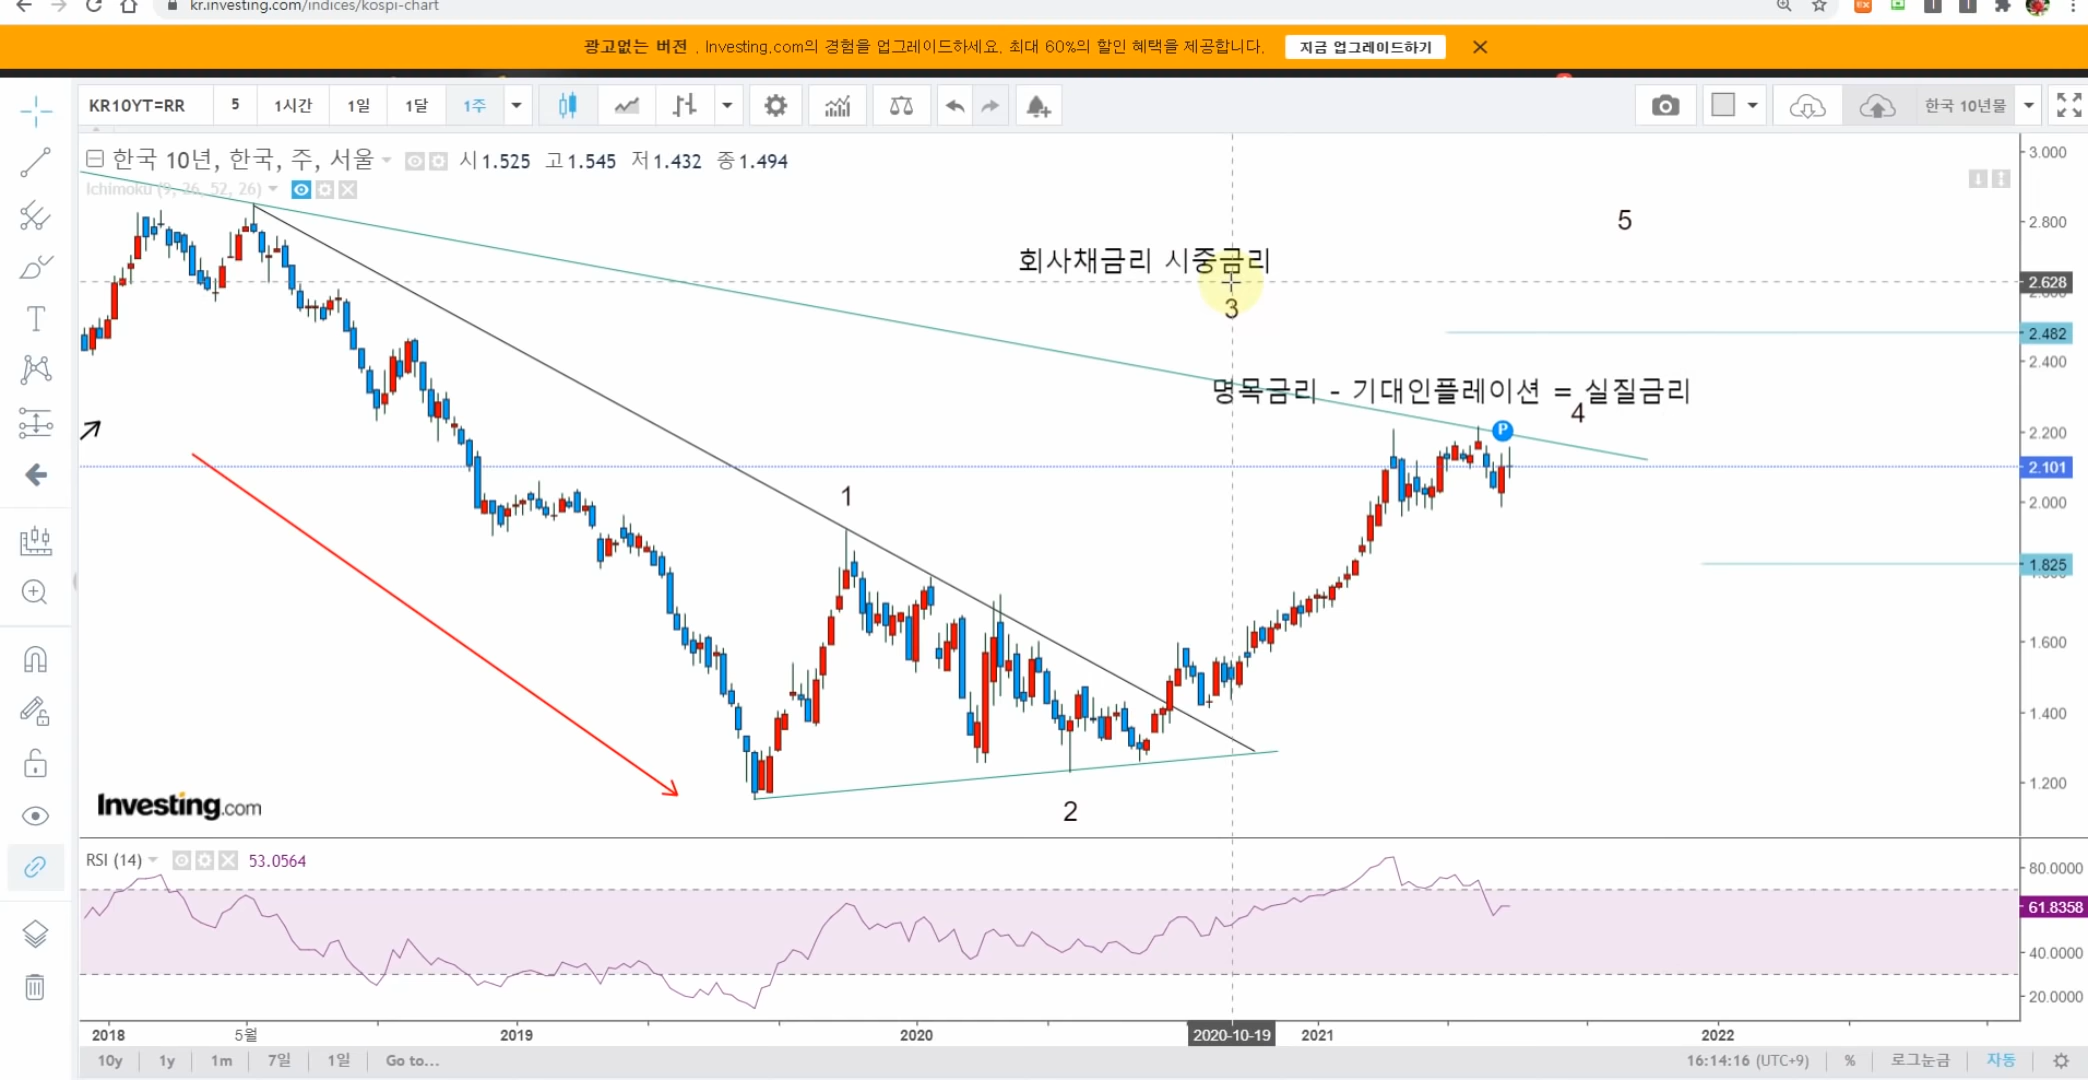 kr.investing.com/indices/kospi-chart
광고없는 버전 . Investing.com의 경험을 업그레이드하세요. 최대 60%의 할인 혜택을 제공합니다. 지금 업그레이드하기
KR10YT=RR 5 1시간 1일 1달 1주 한국 10년물
한국 10년, 한국, 주, 서울 시1.525 고1.545 저1.432 종1.494
Ichimoku (9, 26, 52, 26)
3.000
2.800
2.628
2.482
2.400
2.200
2.101
2.000
1.825
1.600
1.400
1.200
5
회사채금리 시중금리
3
명목금리 - 기대인플레이션 = 실질금리
4
P
1
2
Investing.com
RSI (14) 53.0564
80.0000
61.8358
40.0000
20.0000
2018 5월 2019 2020 2020-10-19 2021 2022
10y 1y 1m 7일 1일 Go to... 16:14:16 (UTC+9) % 로그눈금 자동